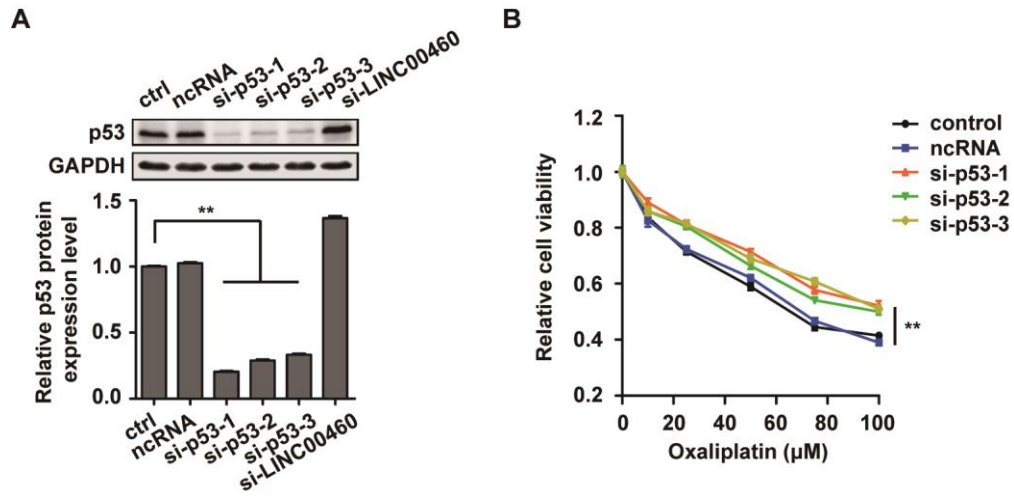 A
ctrl
ncRNA
si-p53-1
si-p53-2
si-p53-3
si-LINC00460
p53
GAPDH
Relative p53 protein
expression level
1.5
1.0
0.5
0.0
**
ctrl
ncRNA
si-p53-1
si-p53-2
si-p53-3
si-LINC00460
B
Relative cell viability
1.2
1.0
0.8
0.6
0.4
0.2
0 20 40 60 80 100
Oxaliplatin (μM)
control
ncRNA
si-p53-1
si-p53-2
si-p53-3
**